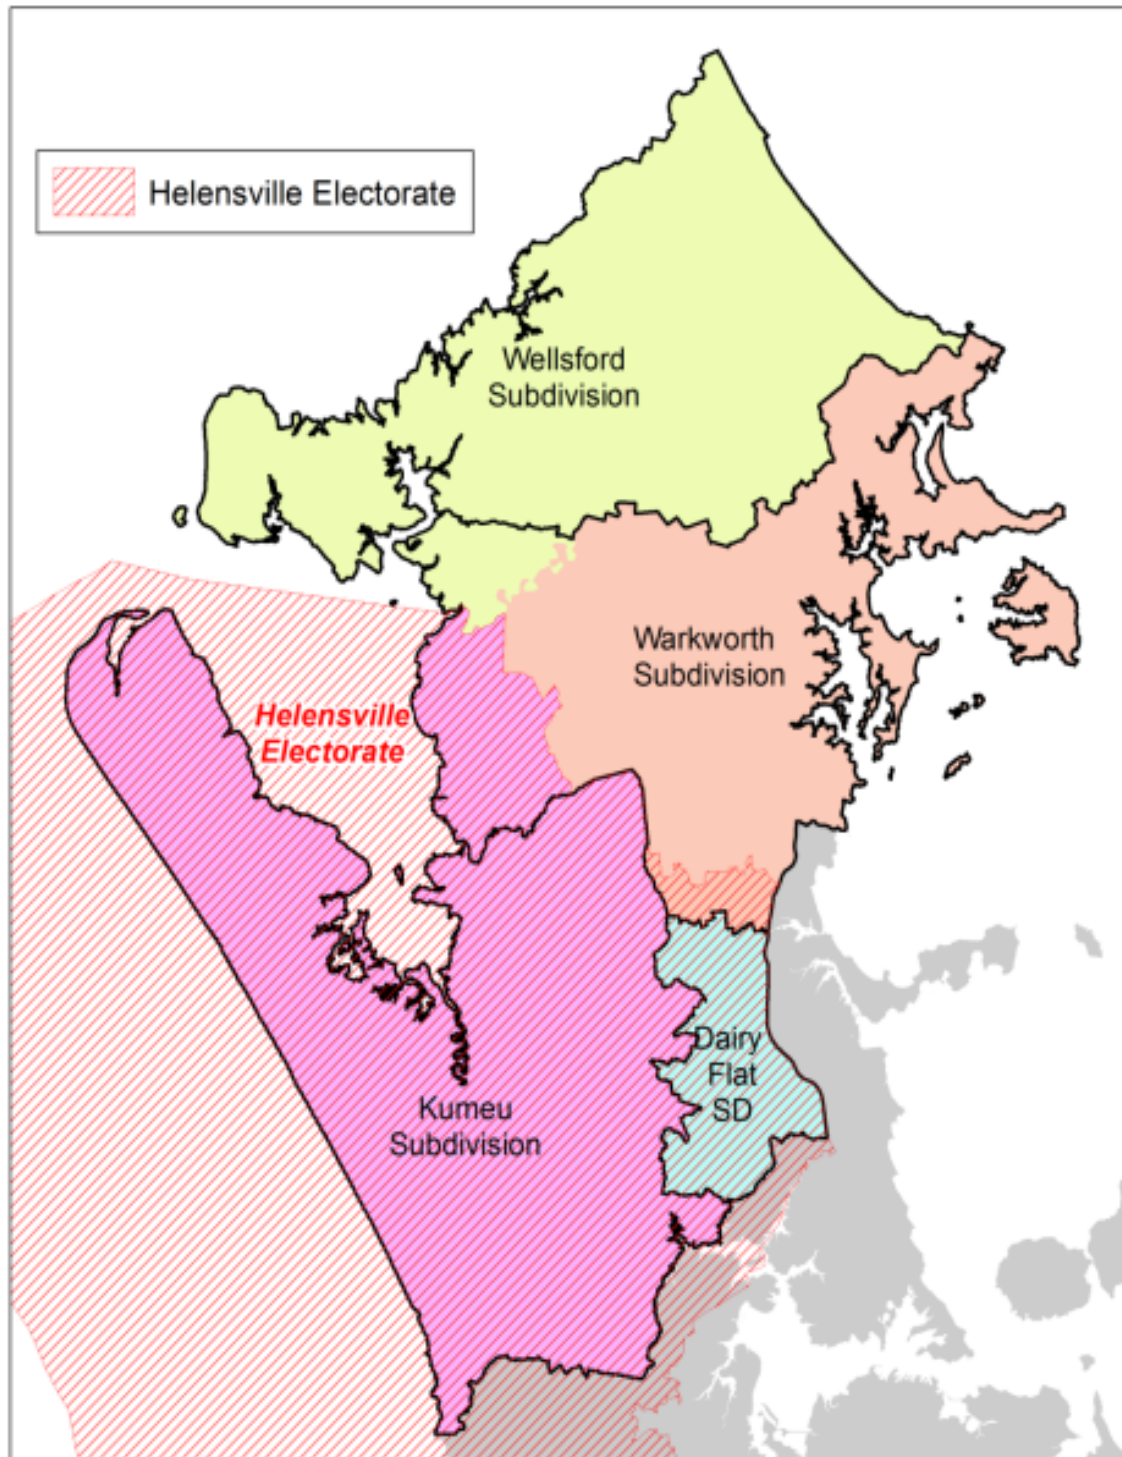 Helensville Electorate
Wellsford
Subdivision
Warkworth
Subdivision
Helensville
Electorate
Dairy
Flat
SD
Kumeu
Subdivision